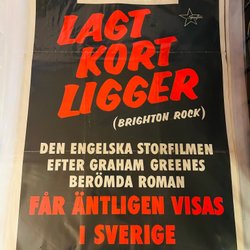 LAGT
KORT
LIGGER
(BRIGHTON ROCK)
DEN ENGELSKA STORFILMEN
EFTER GRAHAM GREENES
BERÖMDA ROMAN
FÅR ÄNTLIGEN VISAS
I SVERIGE